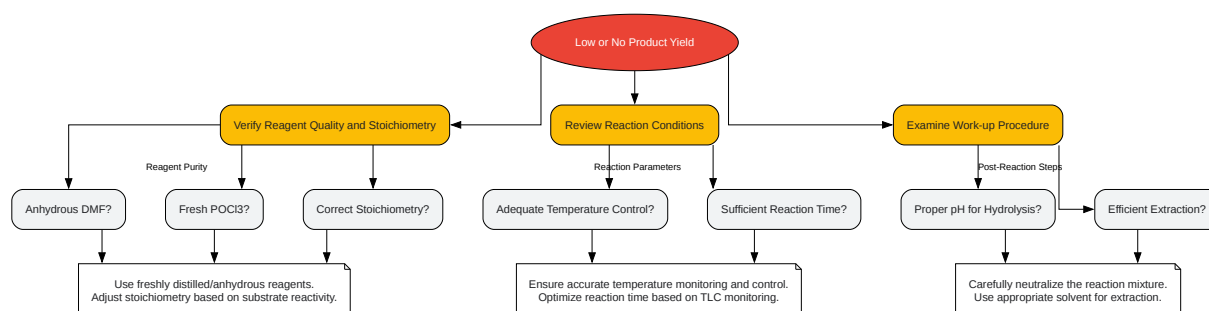 Low or No Product Yield
Verify Reagent Quality and Stoichiometry
Review Reaction Conditions
Examine Work-up Procedure
Reagent Purity
Reaction Parameters
Post-Reaction Steps
Anhydrous DMF?
Fresh POCl3?
Correct Stoichiometry?
Adequate Temperature Control?
Sufficient Reaction Time?
Proper pH for Hydrolysis?
Efficient Extraction?
Use freshly distilled/anhydrous reagents.
Adjust stoichiometry based on substrate reactivity.
Ensure accurate temperature monitoring and control.
Optimize reaction time based on TLC monitoring.
Carefully neutralize the reaction mixture.
Use appropriate solvent for extraction.